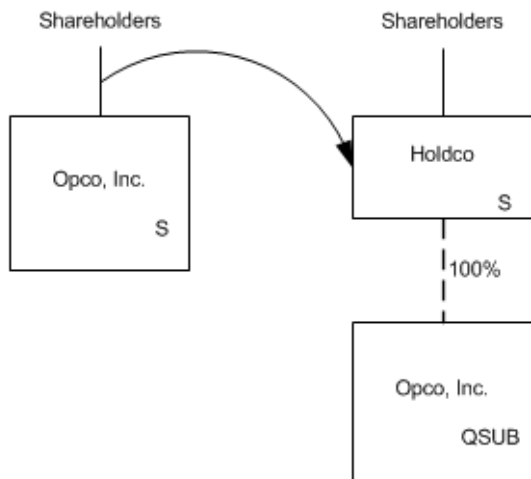 Shareholders
Opco, Inc.
S
Shareholders
Holdco
S
100%
Opco, Inc.
QSUB